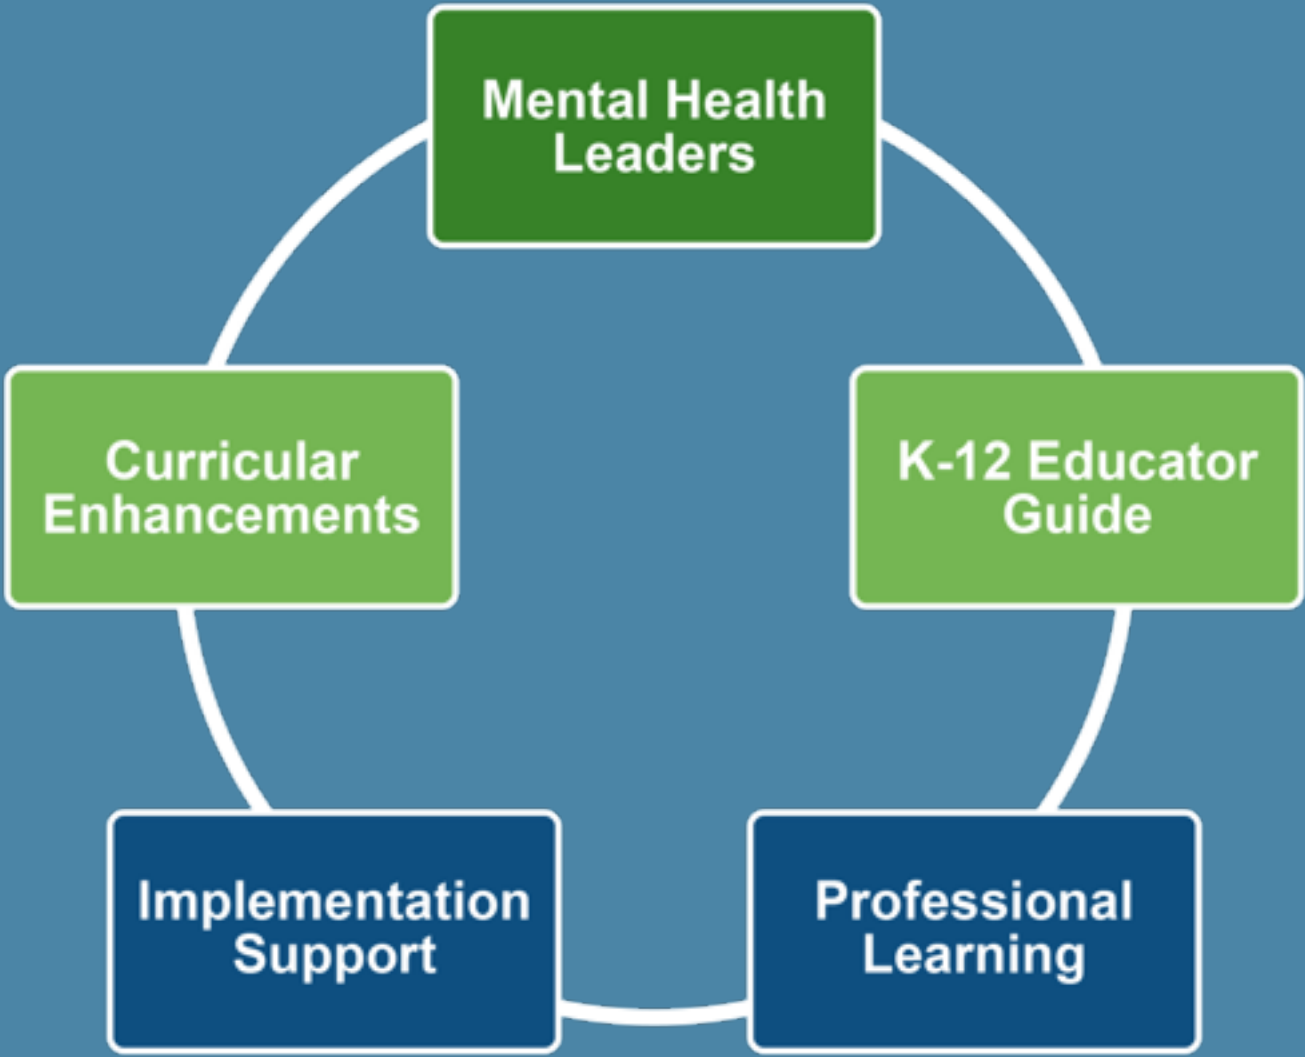 Mental Health
Leaders
Curricular
Enhancements
K-12 Educator
Guide
Implementation
Support
Professional
Learning